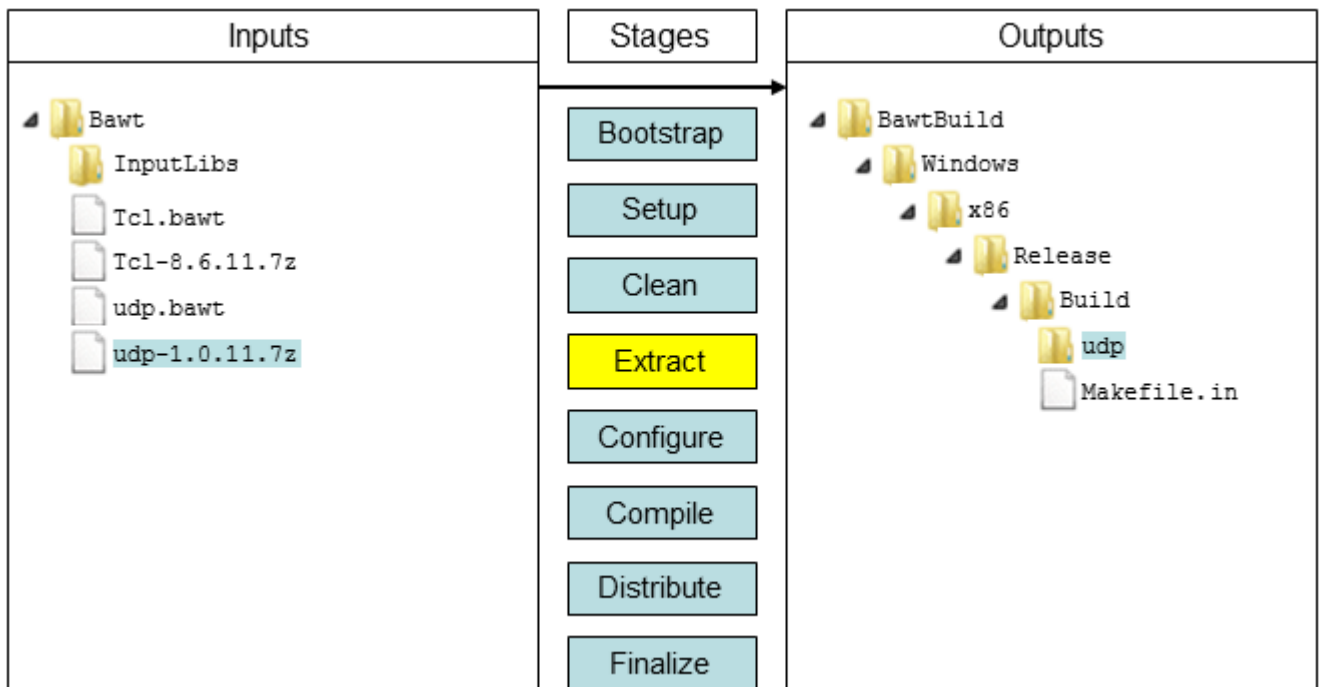 Inputs
Bawt
InputLibs
Tcl.bawt
Tcl-8.6.11.7z
udp.bawt
udp-1.0.11.7z
Stages
Bootstrap
Setup
Clean
Extract
Configure
Compile
Distribute
Finalize
Outputs
BawtBuild
Windows
x86
Release
Build
udp
Makefile.in